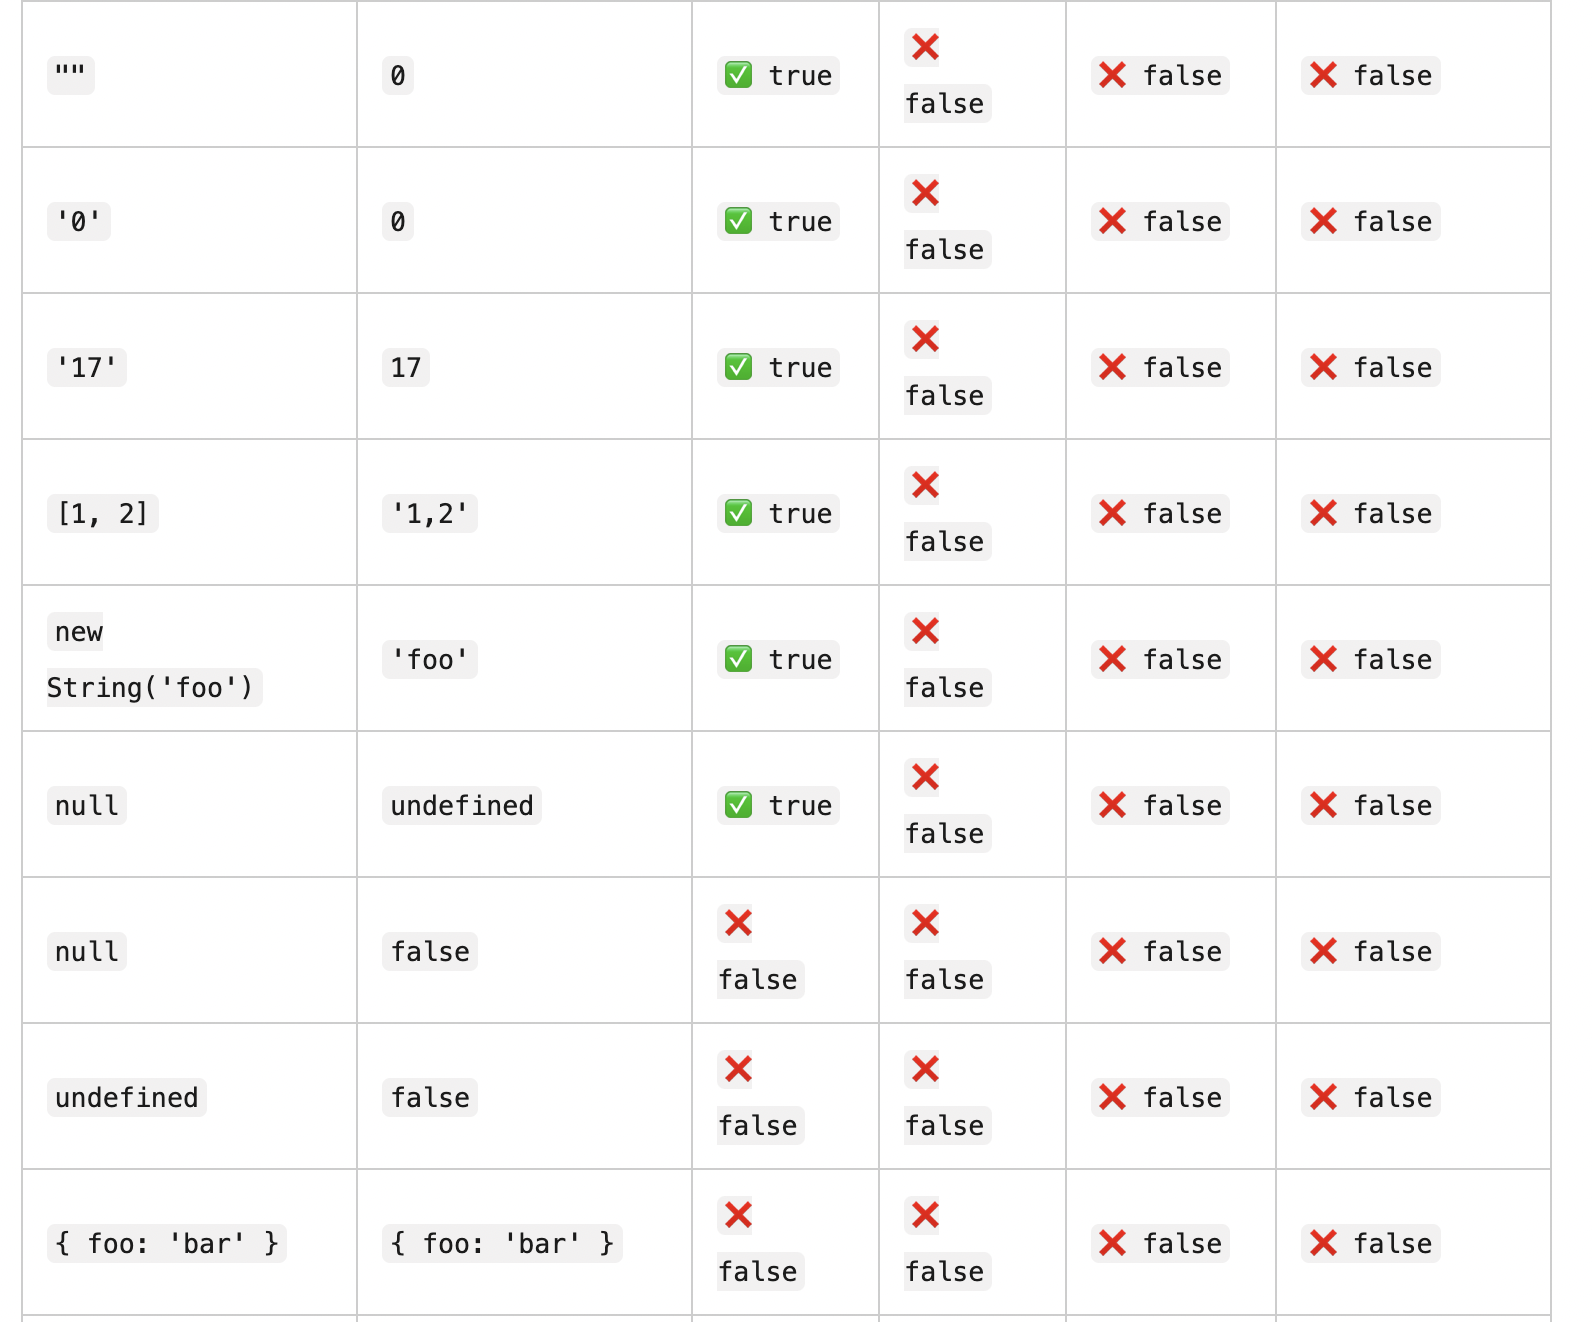 "" 0 ✅ true ❌ false ❌ false ❌ false
'0' 0 ✅ true ❌ false ❌ false ❌ false
'17' 17 ✅ true ❌ false ❌ false ❌ false
[1, 2] '1,2' ✅ true ❌ false ❌ false ❌ false
new String('foo') 'foo' ✅ true ❌ false ❌ false ❌ false
null undefined ✅ true ❌ false ❌ false ❌ false
null false ❌ false ❌ false ❌ false ❌ false
undefined false ❌ false ❌ false ❌ false ❌ false
{ foo: 'bar' } { foo: 'bar' } ❌ false ❌ false ❌ false ❌ false